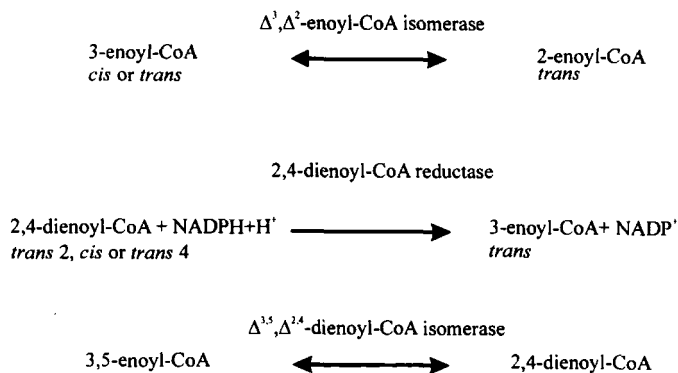 Δ³,Δ²-enoyl-CoA isomerase
3-enoyl-CoA 2-enoyl-CoA
cis or trans trans
2,4-dienoyl-CoA reductase
2,4-dienoyl-CoA + NADPH+H⁺ 3-enoyl-CoA+ NADP⁺
trans 2, cis or trans 4 trans
Δ³,⁵,Δ²,⁴-dienoyl-CoA isomerase
3,5-enoyl-CoA 2,4-dienoyl-CoA